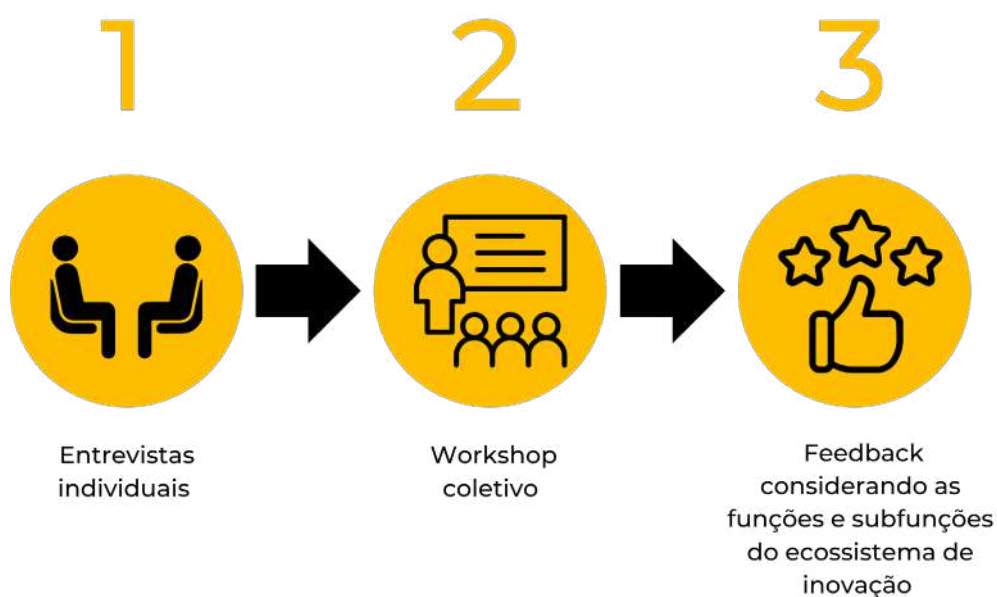 1
2
3
Entrevistas
individuais
Workshop
coletivo
Feedback
considerando as
funções e subfunções
do ecossistema de
inovação